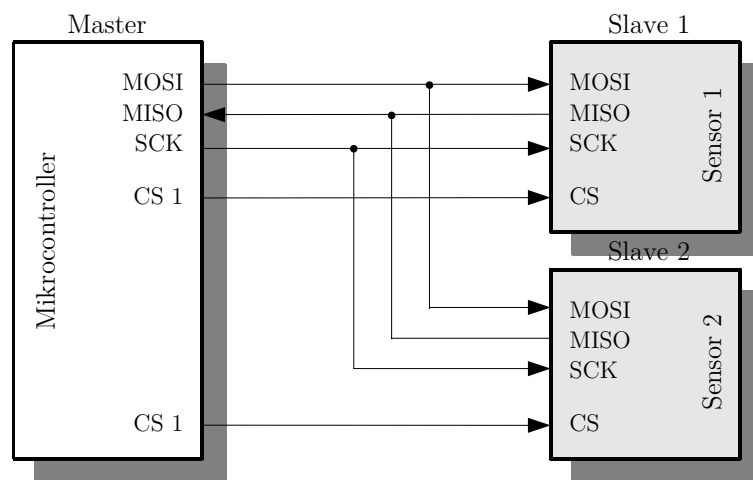 Master
Mikrocontroller
MOSI
MISO
SCK
CS 1
CS 1
Slave 1
MOSI
MISO
SCK
CS
Sensor 1
Slave 2
MOSI
MISO
SCK
CS
Sensor 2